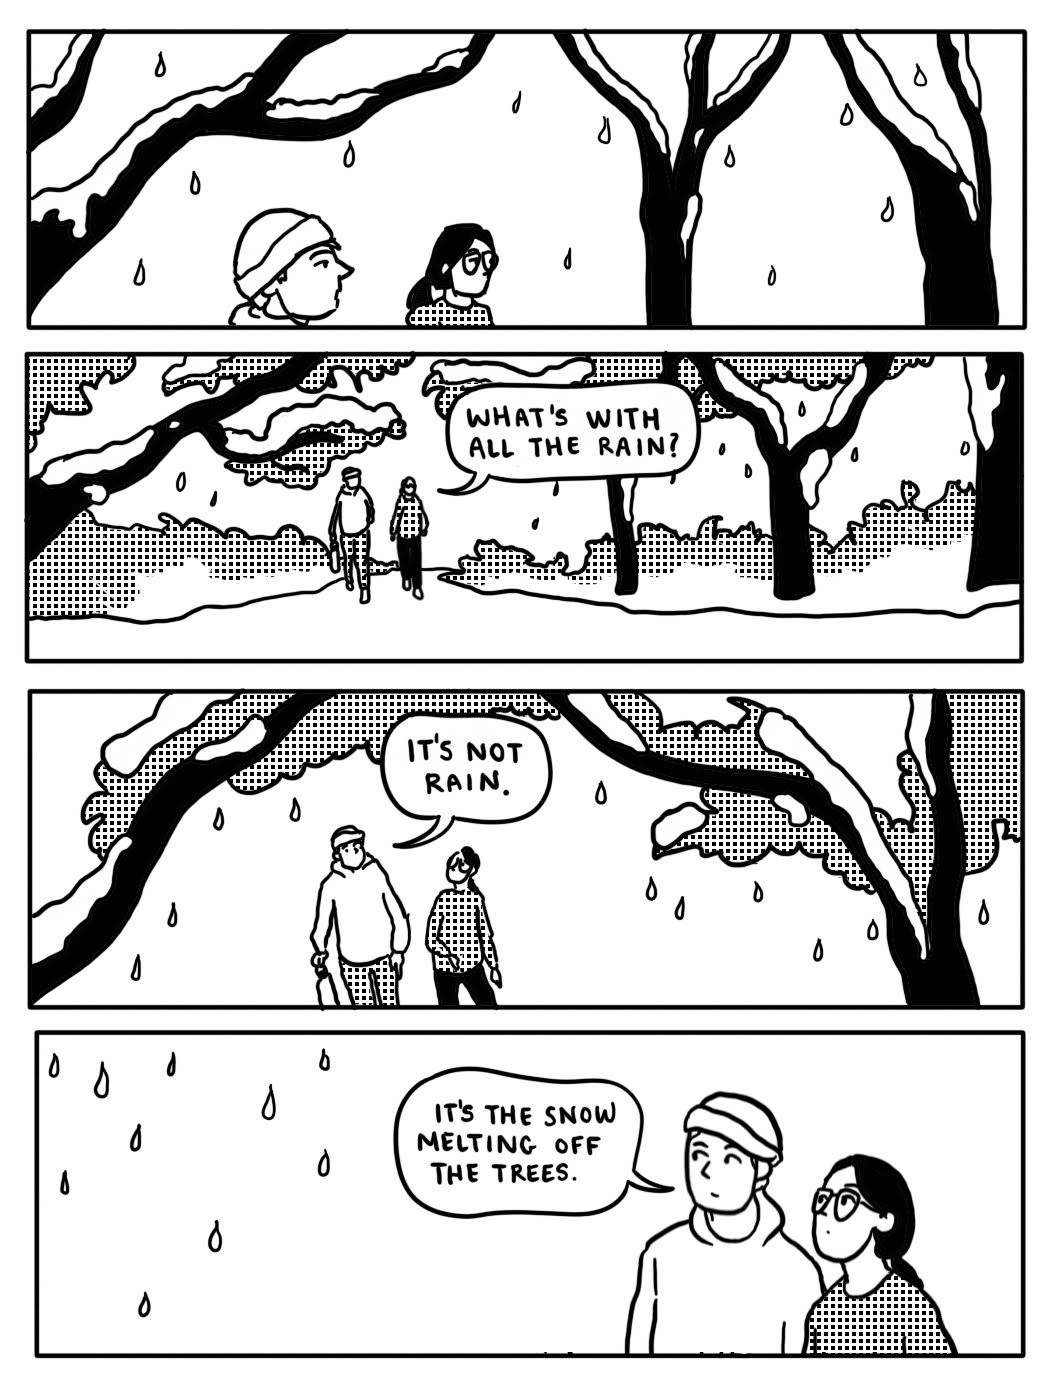 WHAT'S WITH
ALL THE RAIN?
IT'S NOT
RAIN.
IT'S THE SNOW
MELTING OFF
THE TREES.